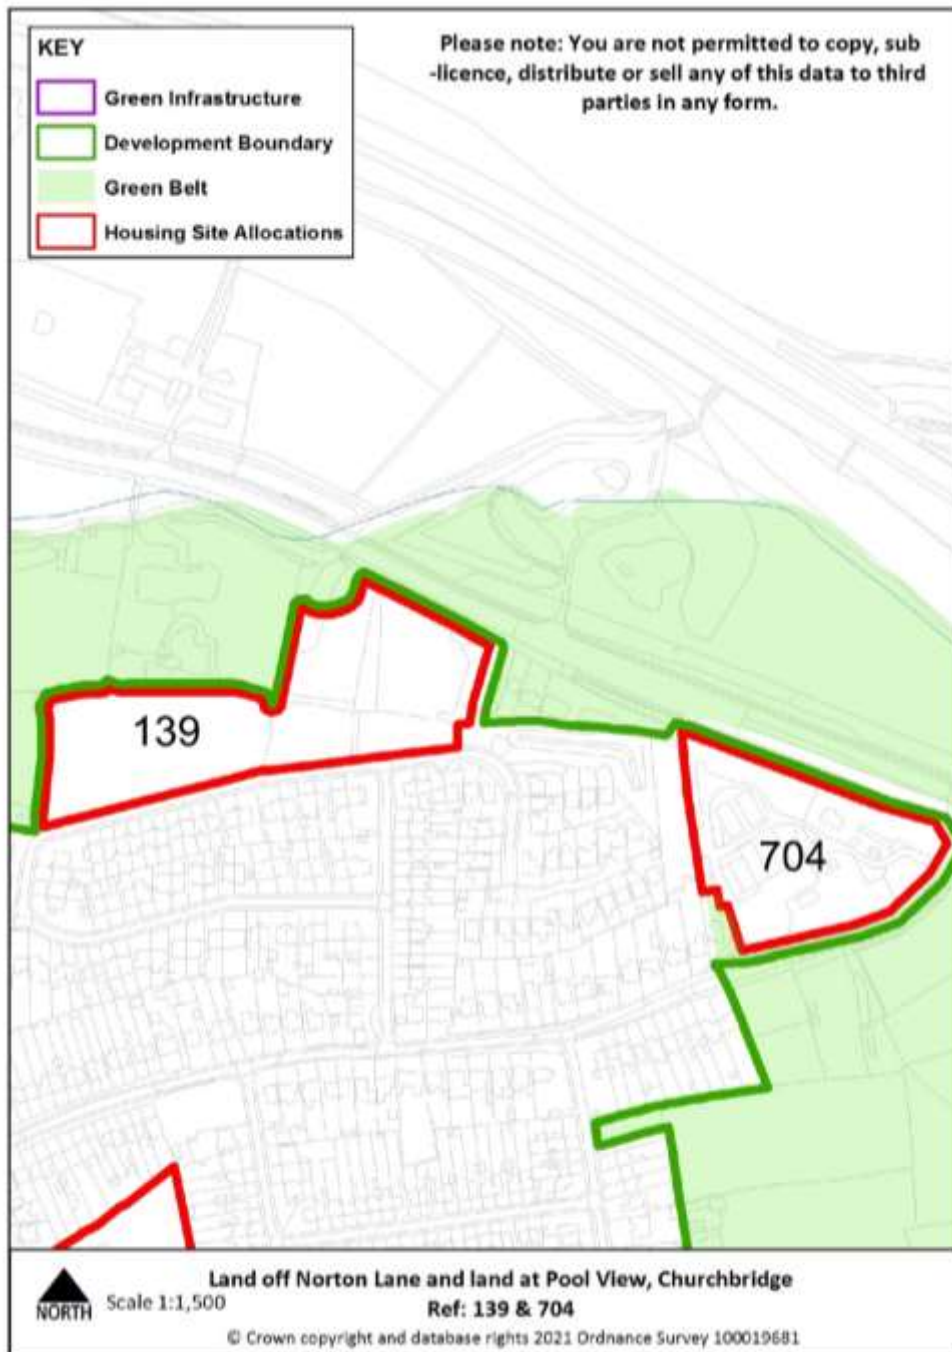 KEY
Green Infrastructure
Development Boundary
Green Belt
Housing Site Allocations
Please note: You are not permitted to copy, sub
-licence, distribute or sell any of this data to third
parties in any form.
139
704
NORTH
Scale 1:1,500
Land off Norton Lane and land at Pool View, Churchbridge
Ref: 139 & 704
© Crown copyright and database rights 2021 Ordnance Survey 100019681